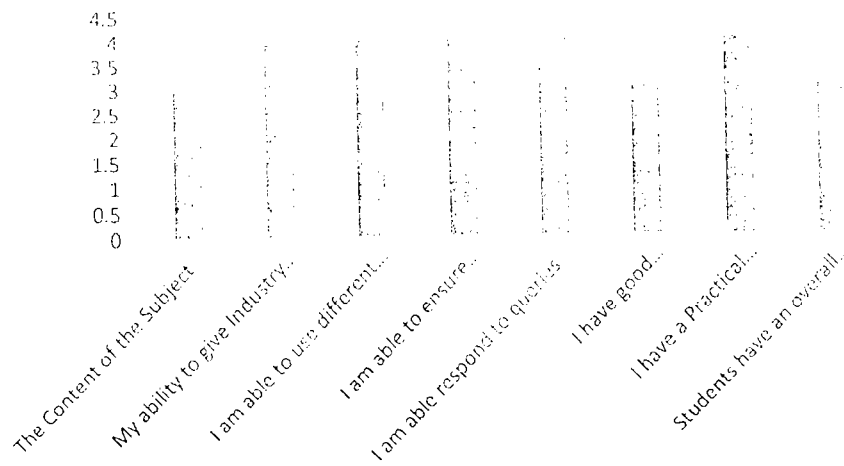 4.5
4
3.5
3
2.5
2
1.5
1
0.5
0
The Content of the Subject
My ability to give Industry...
I am able to use different...
I am able to ensure...
I am able respond to queries
I have good...
I have a Practical...
Students have an overall...